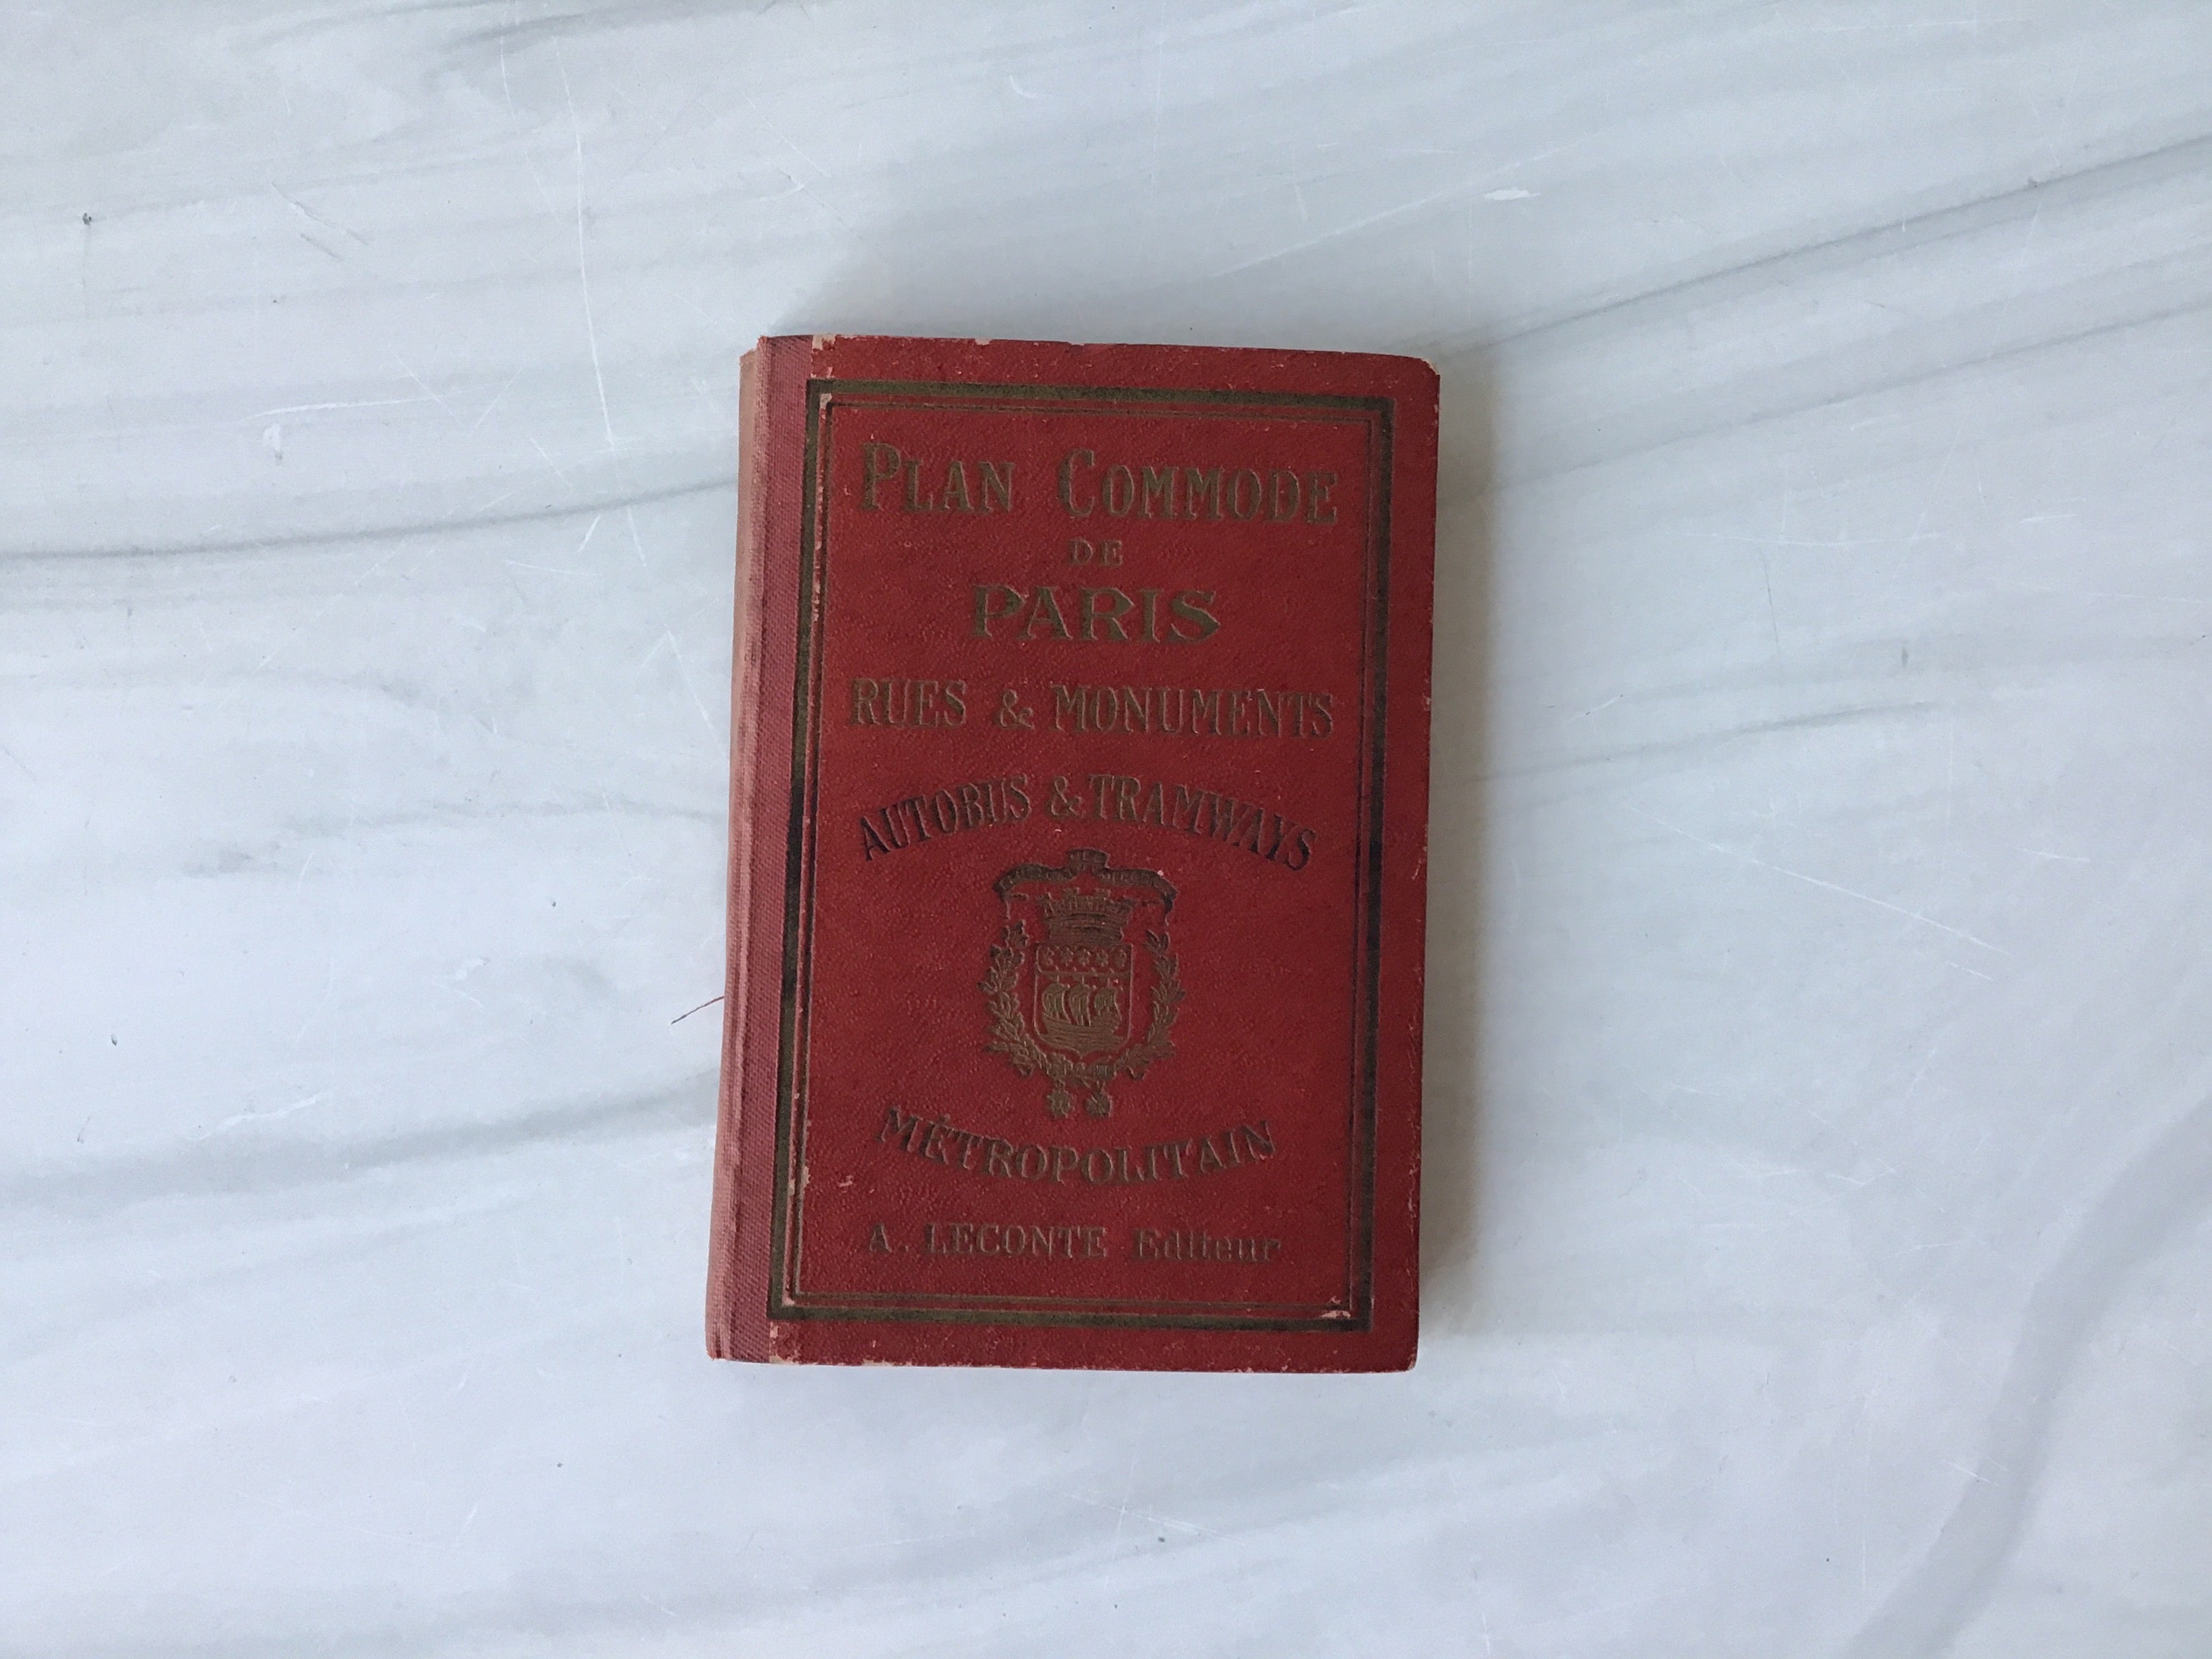 PLAN COMMODE
DE
PARIS
RUES & MONUMENTS
AUTOBUS & TRAMWAYS
MÉTROPOLITAIN
A. LECONTE Editeur